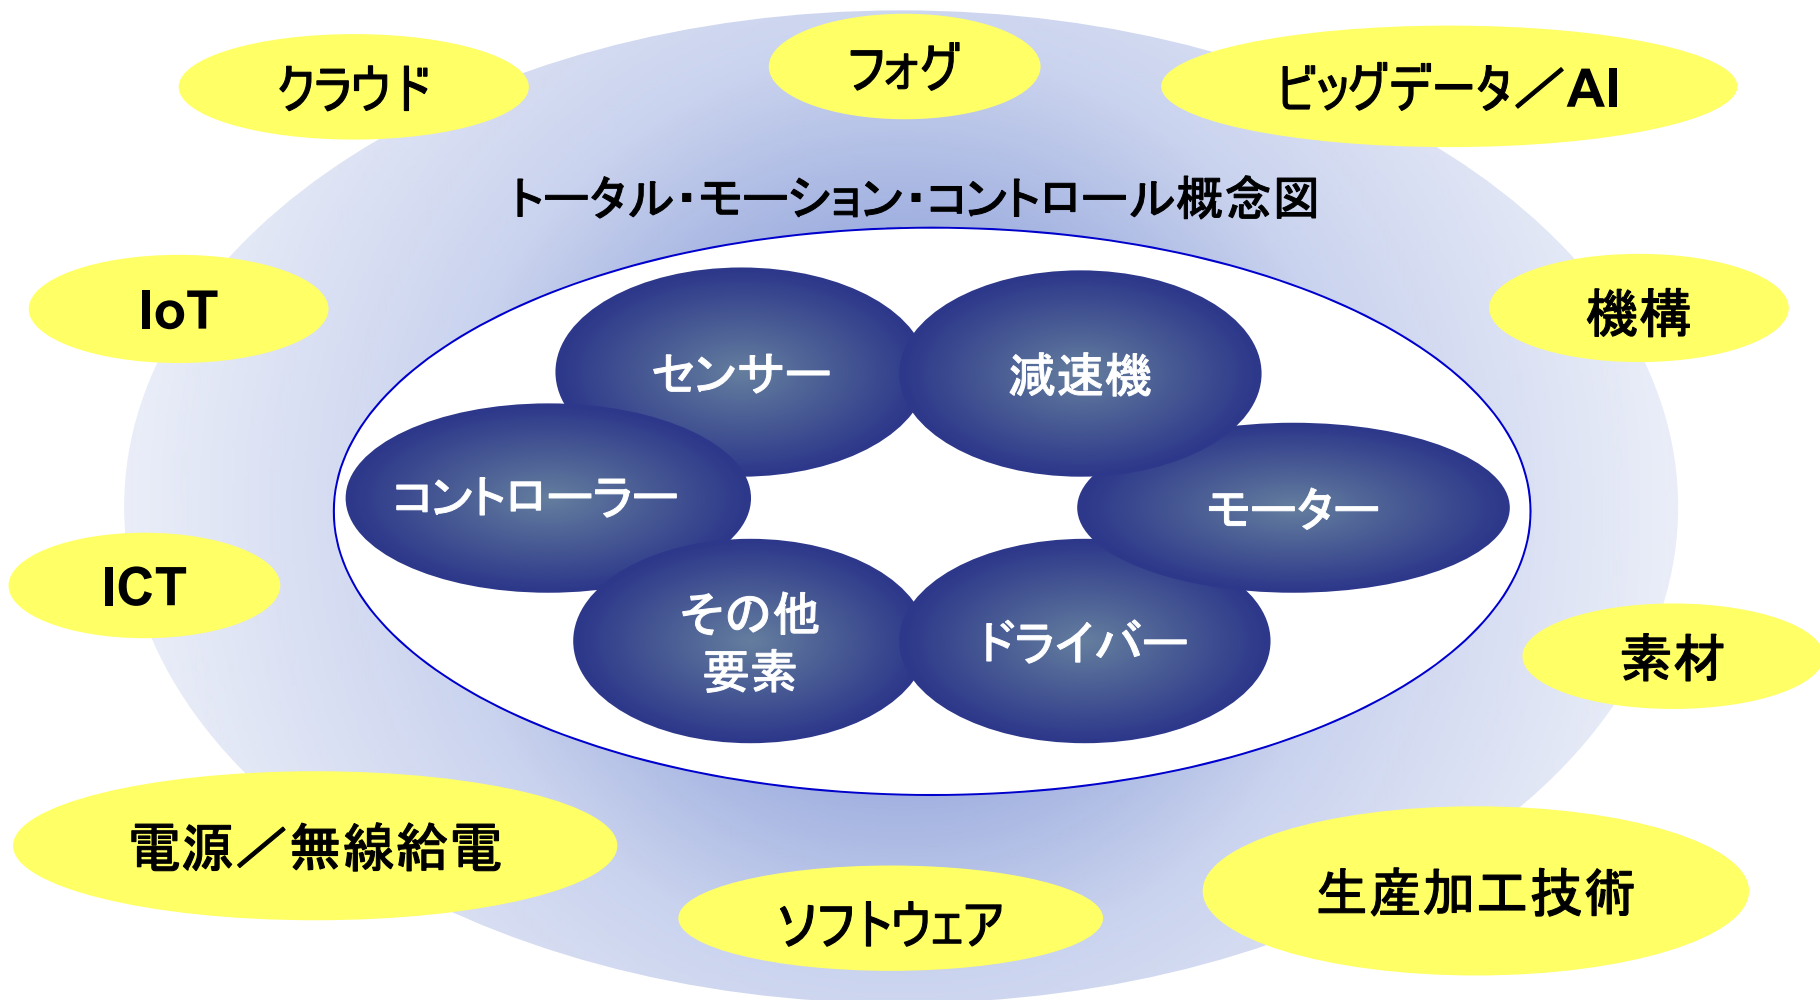 クラウド
フォグ
ビッグデータ／AI
トータル・モーション・コントロール概念図
IoT
機構
センサー
減速機
コントローラー
モーター
ICT
その他
要素
ドライバー
素材
電源／無線給電
ソフトウェア
生産加工技術